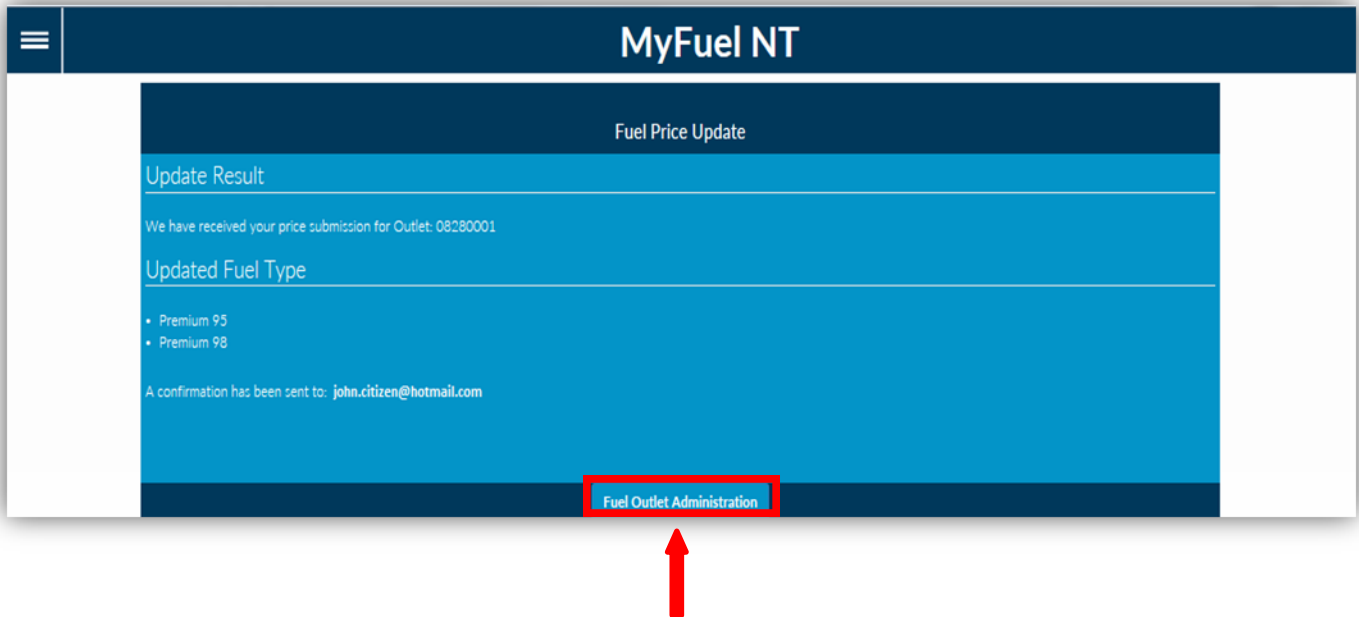 MyFuel NT
Fuel Price Update
Update Result
We have received your price submission for Outlet: 08280001
Updated Fuel Type
• Premium 95
• Premium 98
A confirmation has been sent to: john.citizen@hotmail.com
Fuel Outlet Administration